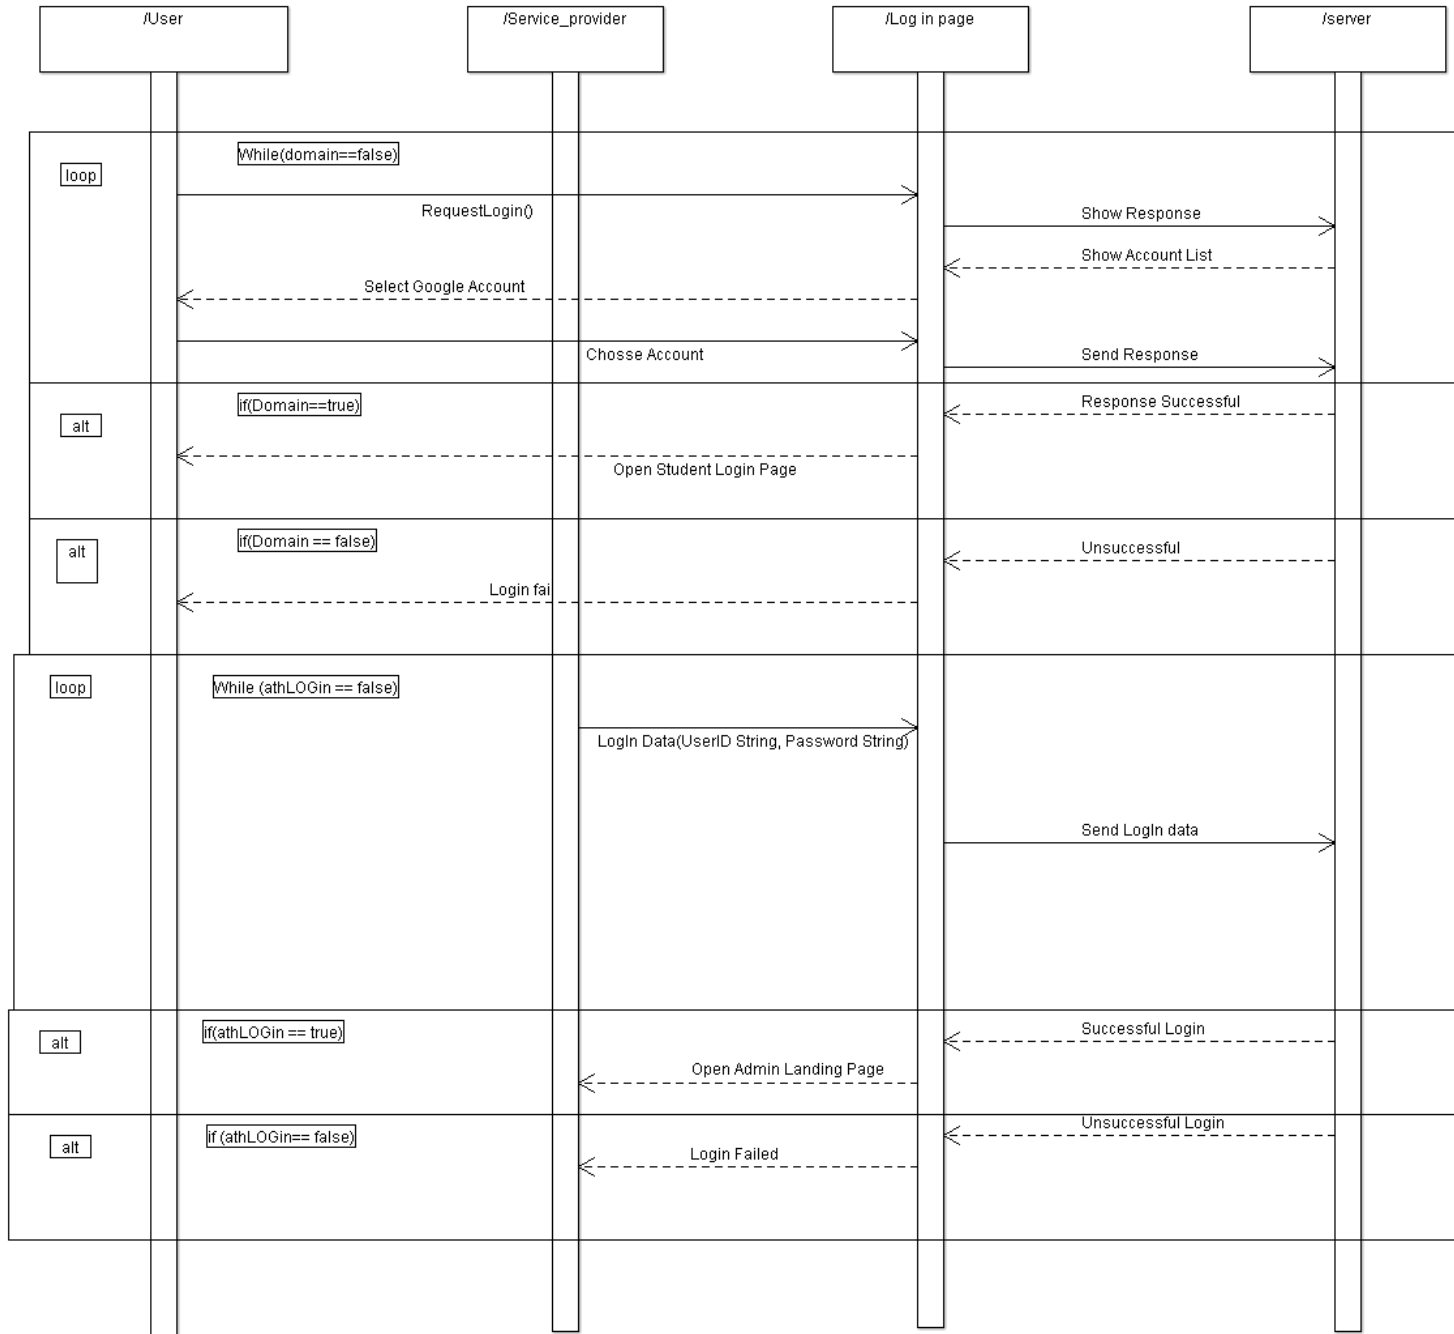 /User
/Service_provider
/Log in page
/server
While(domain==false)
loop
RequestLogin()
Show Response
Show Account List
Select Google Account
Chosse Account
Send Response
if(Domain==true)
Response Successful
alt
Open Student Login Page
if(Domain == false)
alt
Unsuccessful
Login fai
loop
While (athLOGin == false)
LogIn Data(UserID String, Password String)
Send LogIn data
if(athLOGin == true)
Successful Login
alt
Open Admin Landing Page
Unsuccessful Login
if (athLOGin== false)
alt
Login Failed